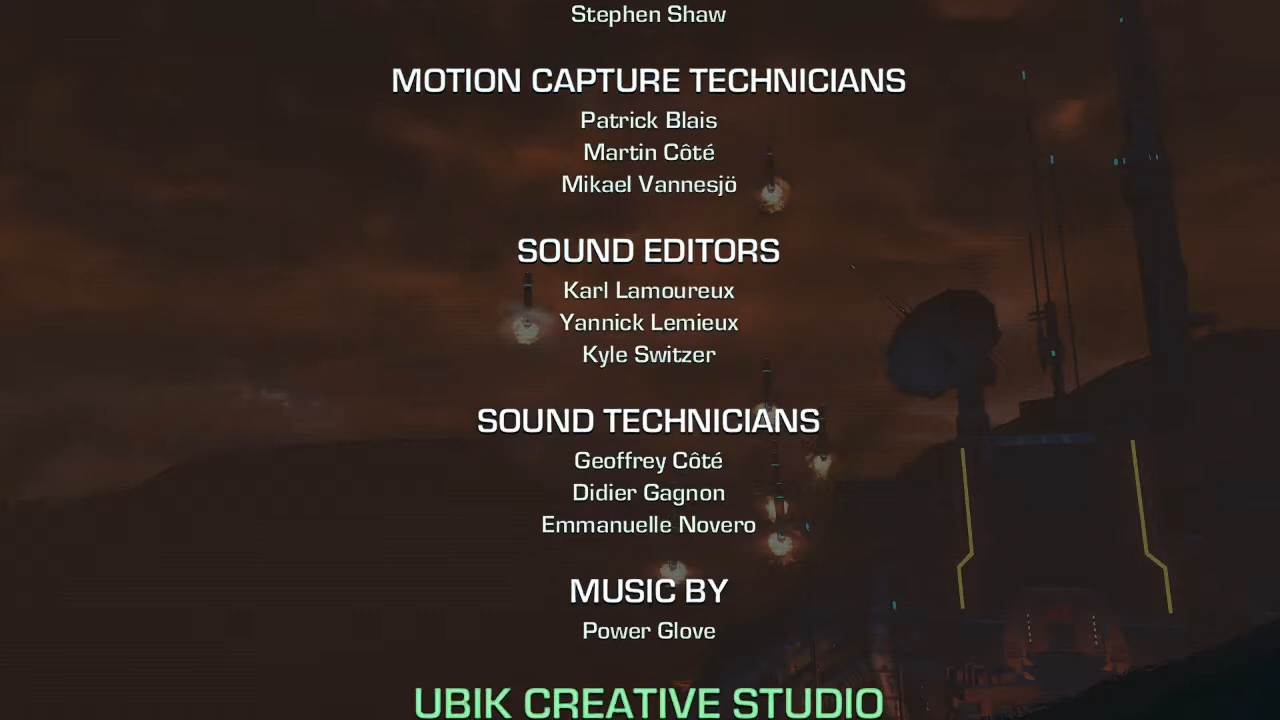 Stephen Shaw
MOTION CAPTURE TECHNICIANS
Patrick Blais
Martin Côté
Mikael Vannesjö
SOUND EDITORS
Karl Lamoureux
Yannick Lemieux
Kyle Switzer
SOUND TECHNICIANS
Geoffrey Côté
Didier Gagnon
Emmanuelle Novero
MUSIC BY
Power Glove
UBIK CREATIVE STUDIO